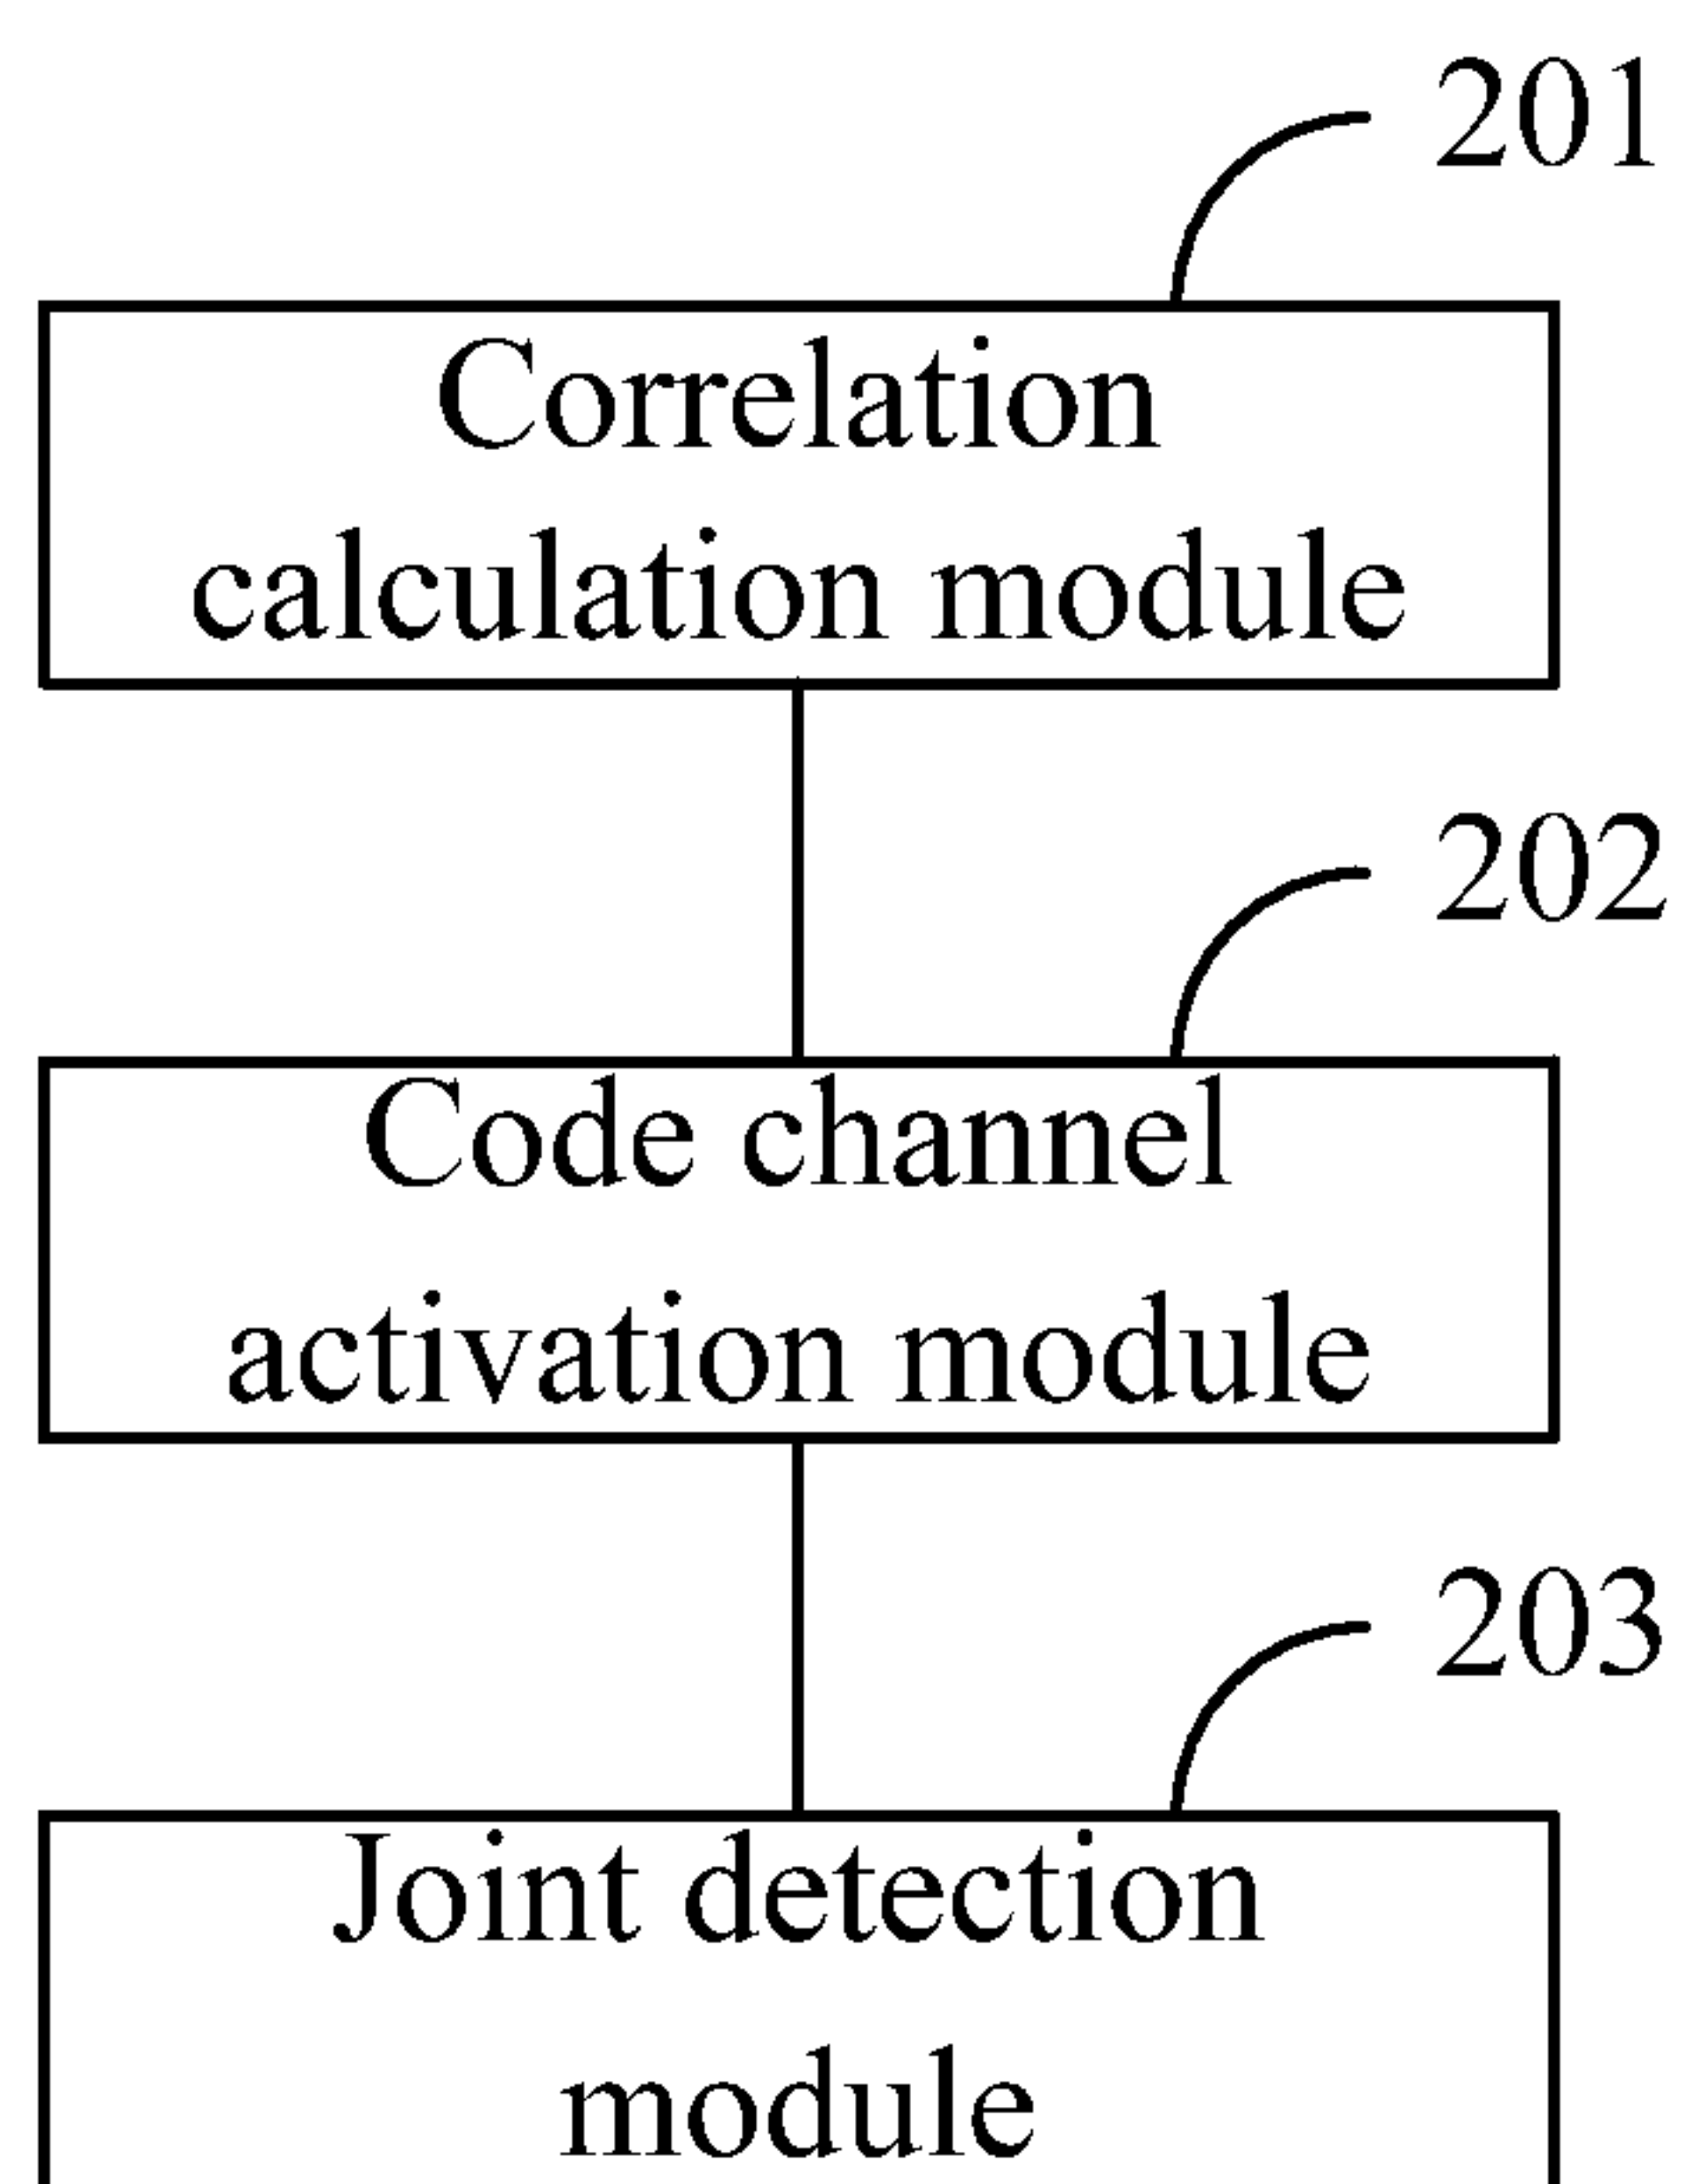 201
Correlation
calculation module
202
Code channel
activation module
203
Joint detection
module